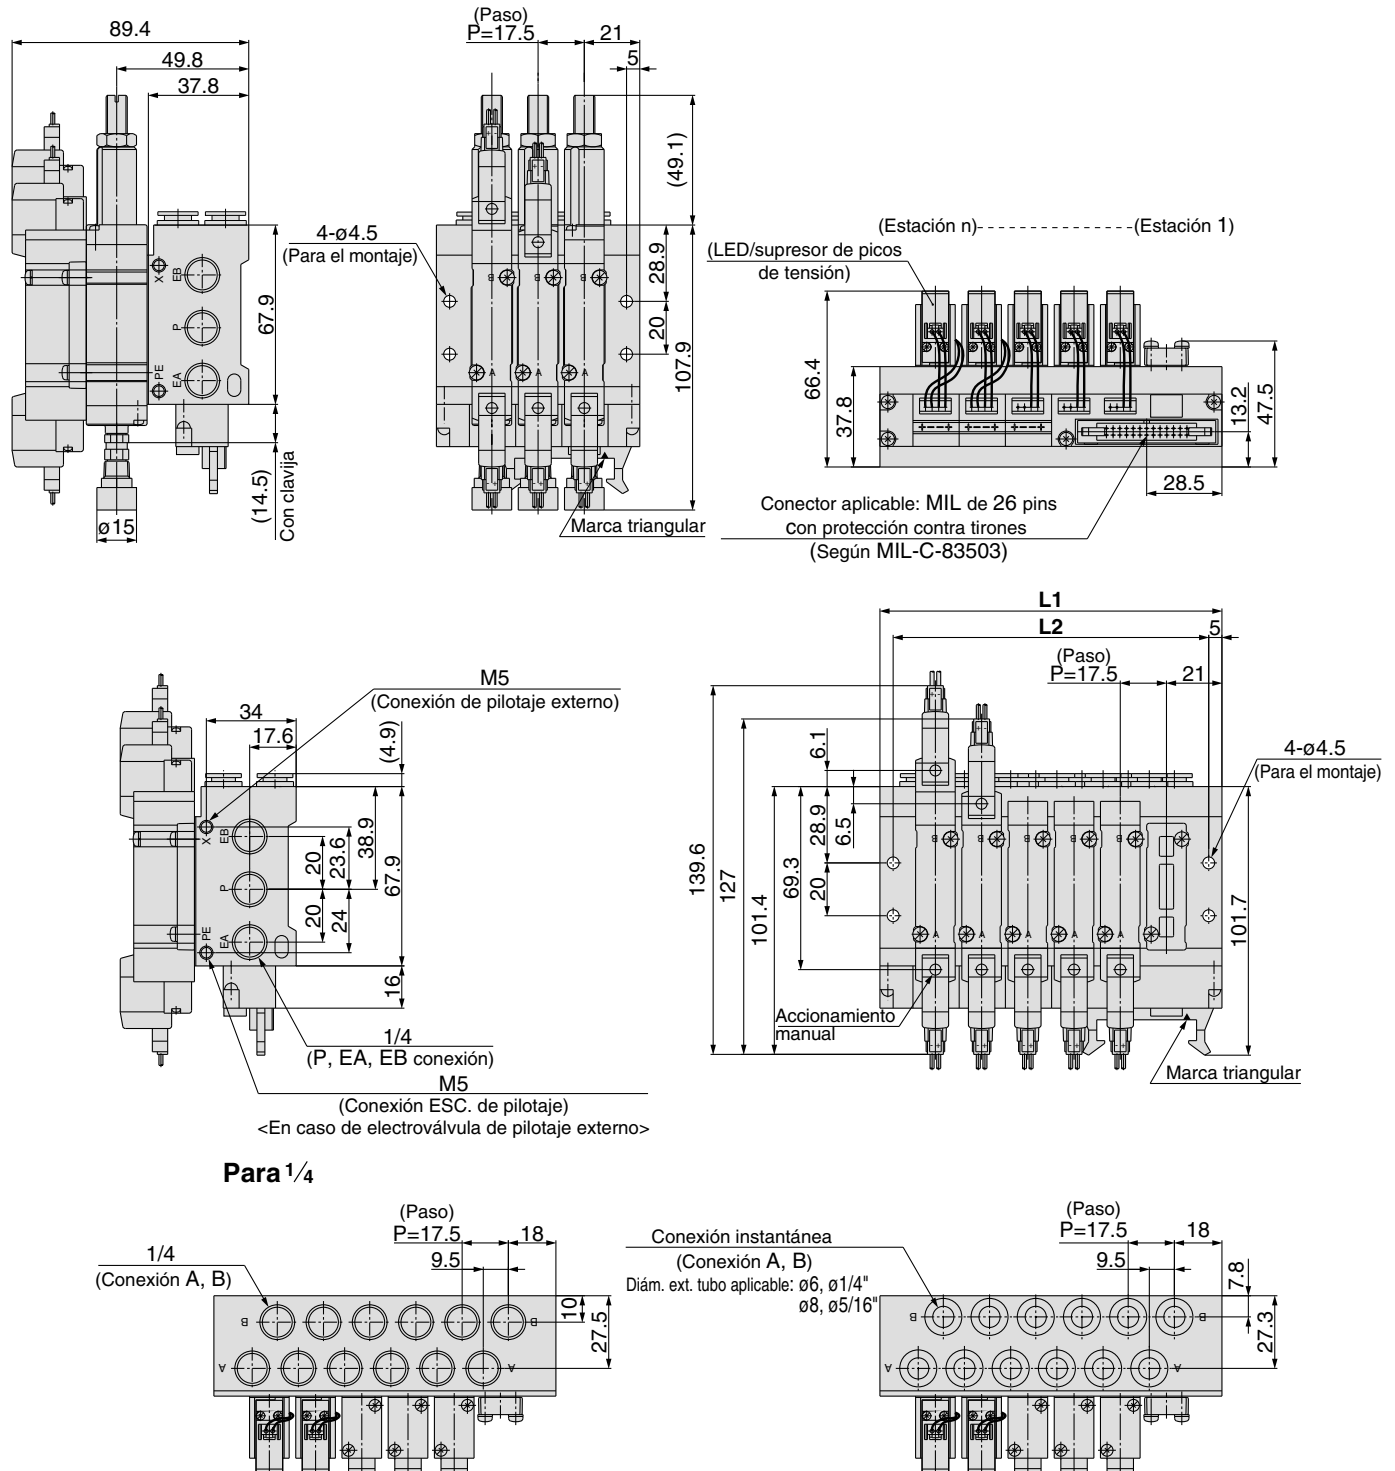 89.4
49.8
37.8
67.9
(14.5)
Con clavija
ø15
X
EB
P
PE
EA
(Paso)
P=17.5
21
5
(49.1)
4-ø4.5
(Para el montaje)
28.9
20
107.9
B
B
B
A
A
A
Marca triangular
(Estación n)
(Estación 1)
(LED/supresor de picos
de tensión)
66.4
37.8
13.2
47.5
28.5
Conector aplicable: MIL de 26 pins
con protección contra tirones
(Según MIL-C-83503)
M5
(Conexión de pilotaje externo)
34
17.6
(4.9)
X
EB
P
PE
EA
20
23.6
38.9
67.9
20
24
16
1/4
(P, EA, EB conexión)
M5
(Conexión ESC. de pilotaje)
<En caso de electroválvula de pilotaje externo>
L1
L2
5
(Paso)
P=17.5
21
4-ø4.5
(Para el montaje)
139.6
127
101.4
69.3
6.1
28.9
6.5
20
101.7
B
B
B
B
B
A
A
A
A
A
Accionamiento
manual
Marca triangular
Para 1/4
(Paso)
P=17.5
18
9.5
1/4
(Conexión A, B)
10
27.5
B
B
A
A
(Paso)
P=17.5
18
9.5
Conexión instantánea
(Conexión A, B)
Diám. ext. tubo aplicable: ø6, ø1/4"
ø8, ø5/16"
7.8
27.3
B
B
A
A